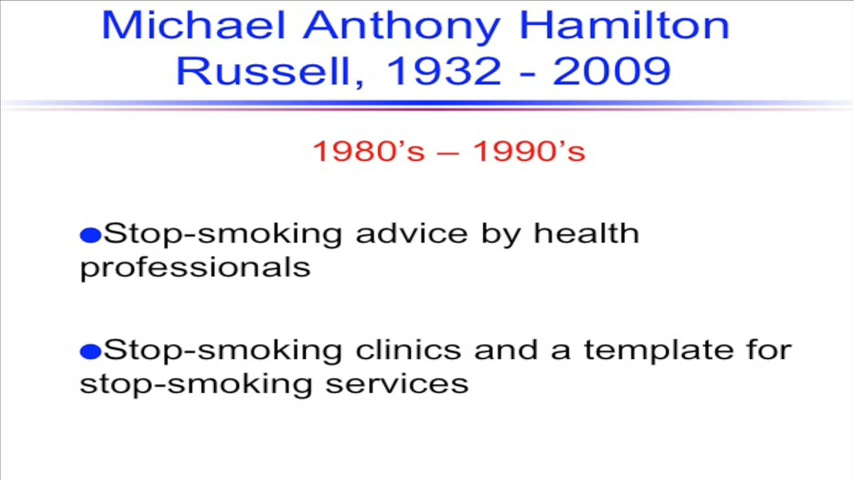 Michael Anthony Hamilton
Russell, 1932 - 2009
1980’s – 1990’s
●Stop-smoking advice by health
professionals
●Stop-smoking clinics and a template for
stop-smoking services